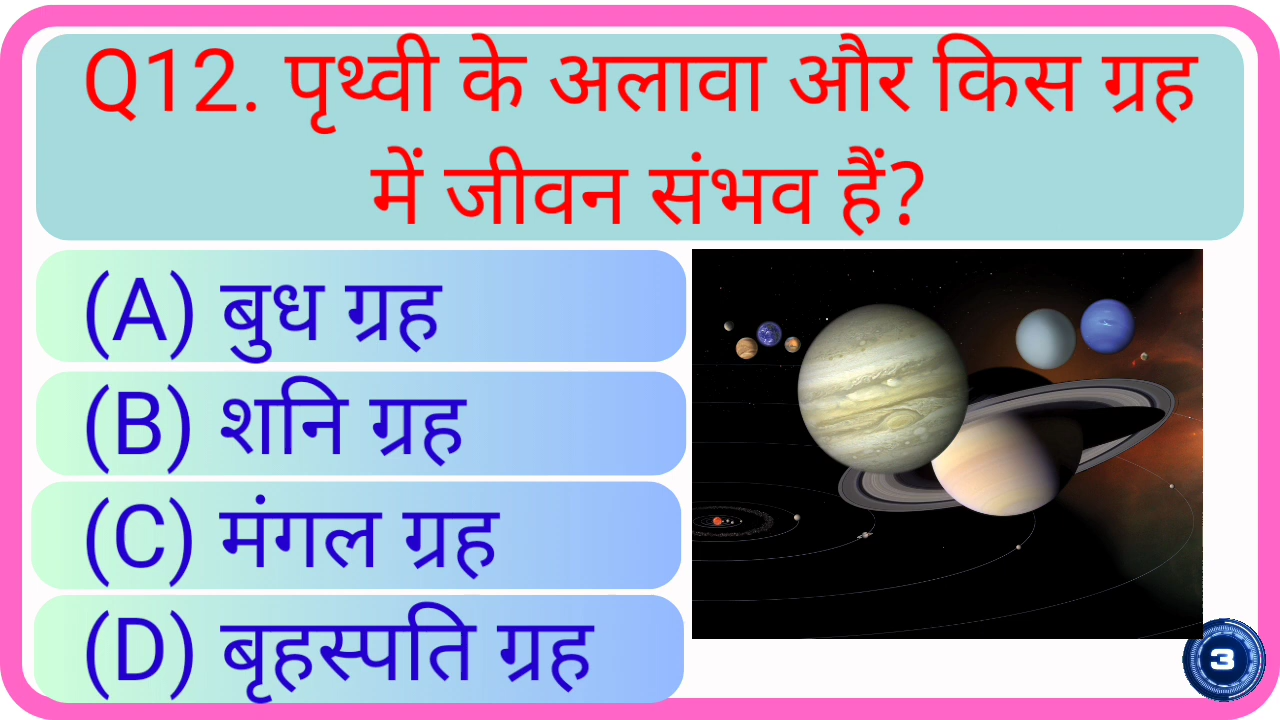 Q12. पृथ्वी के अलावा और किस ग्रह
में जीवन संभव हैं?
(A) बुध ग्रह
(B) शनि ग्रह
(C) मंगल ग्रह
(D) बृहस्पति ग्रह
3